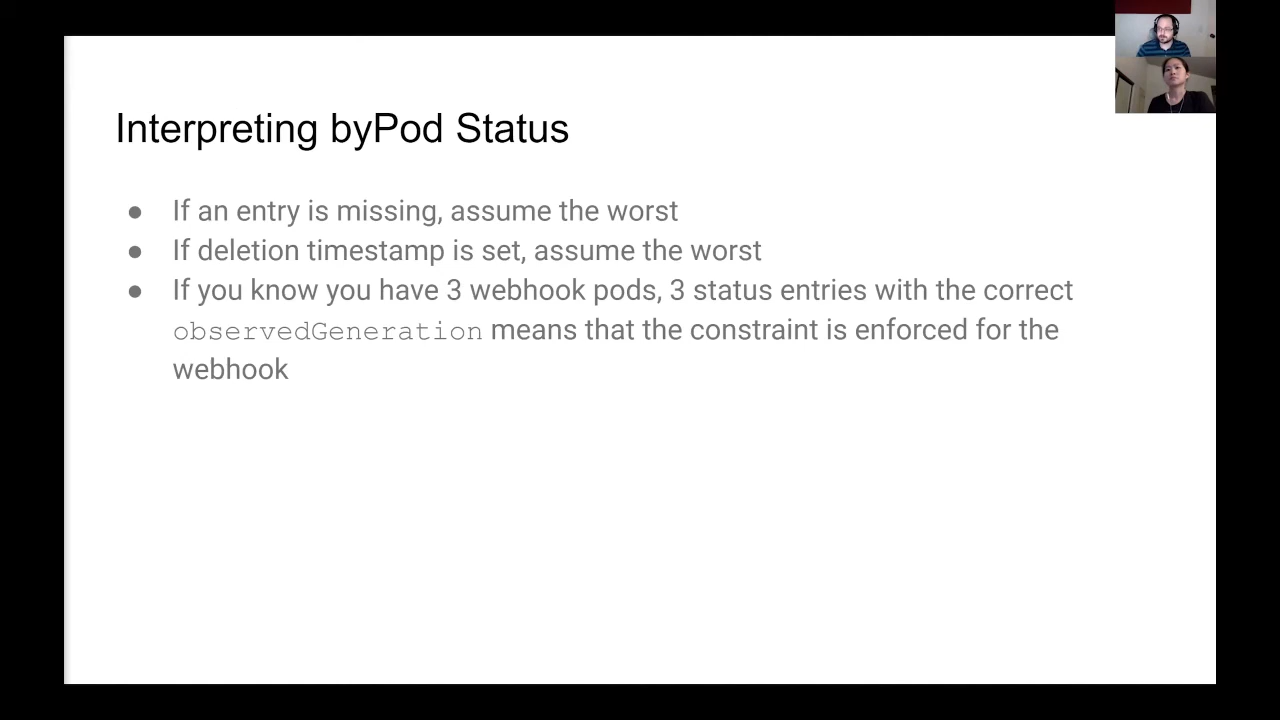 Interpreting byPod Status
● If an entry is missing, assume the worst
● If deletion timestamp is set, assume the worst
● If you know you have 3 webhook pods, 3 status entries with the correct
observedGeneration means that the constraint is enforced for the
webhook